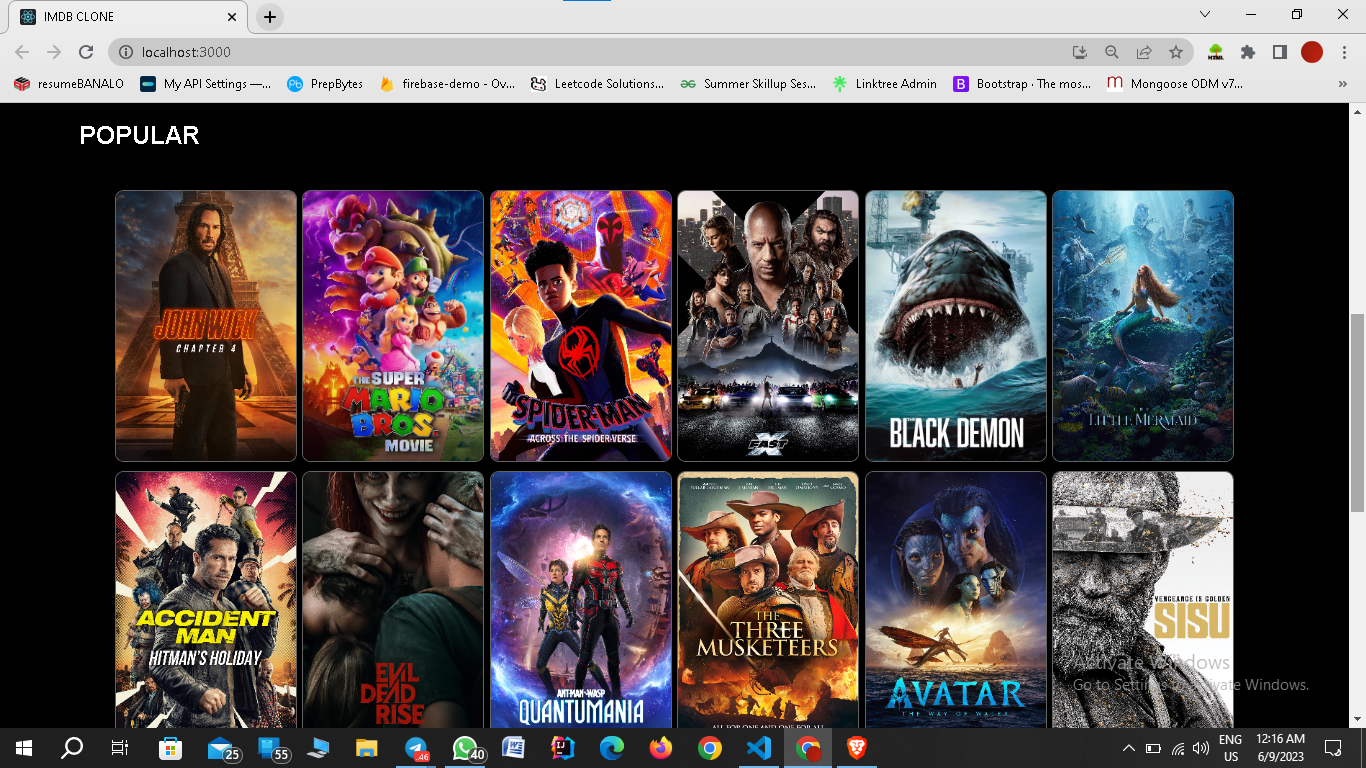 IMDB CLONE
localhost:3000
resumeBANALO
My API Settings —...
PrepBytes
firebase-demo - Ov...
Leetcode Solutions...
Summer Skillup Ses...
Linktree Admin
Bootstrap · The mos...
Mongoose ODM v7...
POPULAR
JOHN WICK
CHAPTER 4
THE SUPER
MARIO
BROS.
MOVIE
SPIDER-MAN
ACROSS THE SPIDER-VERSE
FAST X
BLACK DEMON
THE
LITTLE MERMAID
ACCIDENT
MAN
HITMAN'S HOLIDAY
EVIL
DEAD
RISE
ANT-MAN AND THE WASP
QUANTUMANIA
THE
THREE
MUSKETEERS
ALL FOR ONE AND ONE FOR ALL
AVATAR
THE WAY OF WATER
VENGEANCE IS GOLDEN
SISU
Activate Windows
Go to Settings to activate Windows.
25
55
.46
40
ENG
US
12:16 AM
6/9/2023